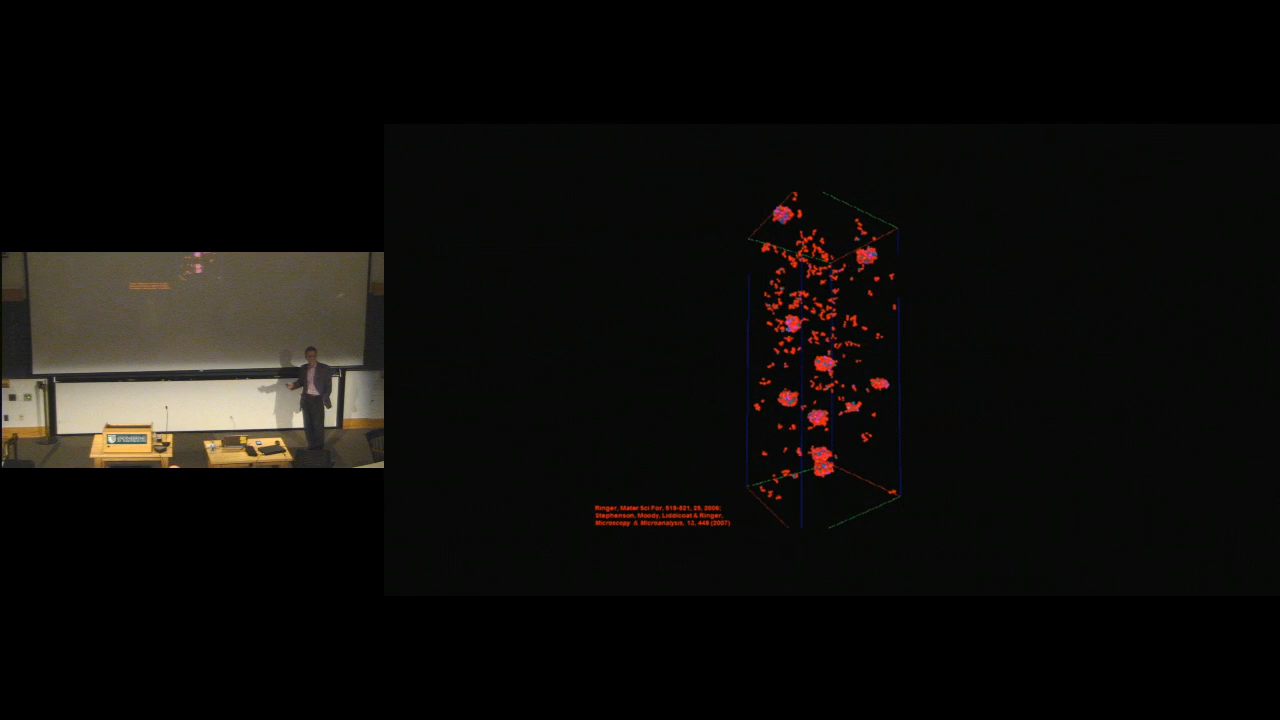 Ringer, Mater Sci For, 519-521, 25, 2006;
Stephenson, Moody, Liddicoat & Ringer,
Microscopy & Microanalysis, 13, 448 (2007)